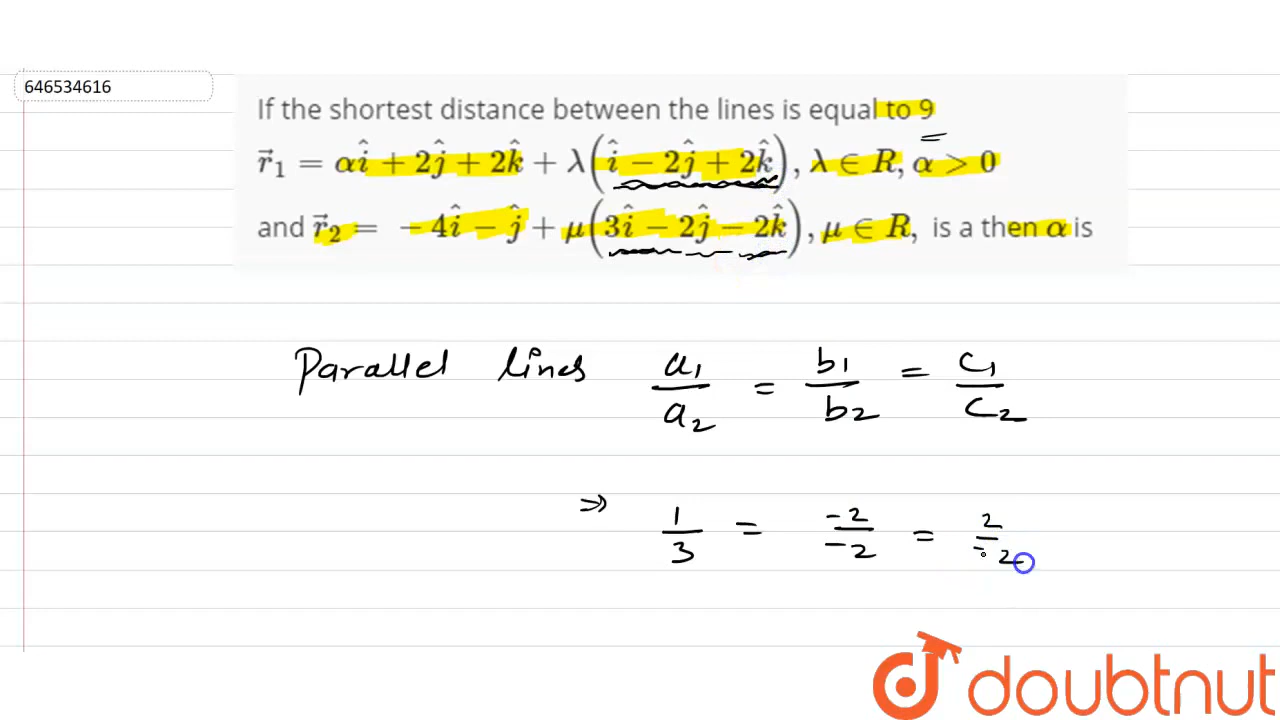 646534616
If the shortest distance between the lines is equal to 9
r⃗₁ = αî + 2ĵ + 2k̂ + λ(î − 2ĵ + 2k̂), λ ∈ R, α > 0
and r⃗₂ = − 4î − ĵ + μ(3î − 2ĵ − 2k̂), μ ∈ R, is a then α is
Parallel lines a₁/a₂ = b₁/b₂ = c₁/c₂
⇒ 1/3 = -2/-2 = 2/-2
doubtnut